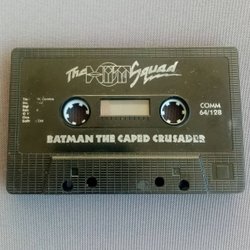 The HIT Squad
COMM
64/128
BATMAN THE CAPED CRUSADER